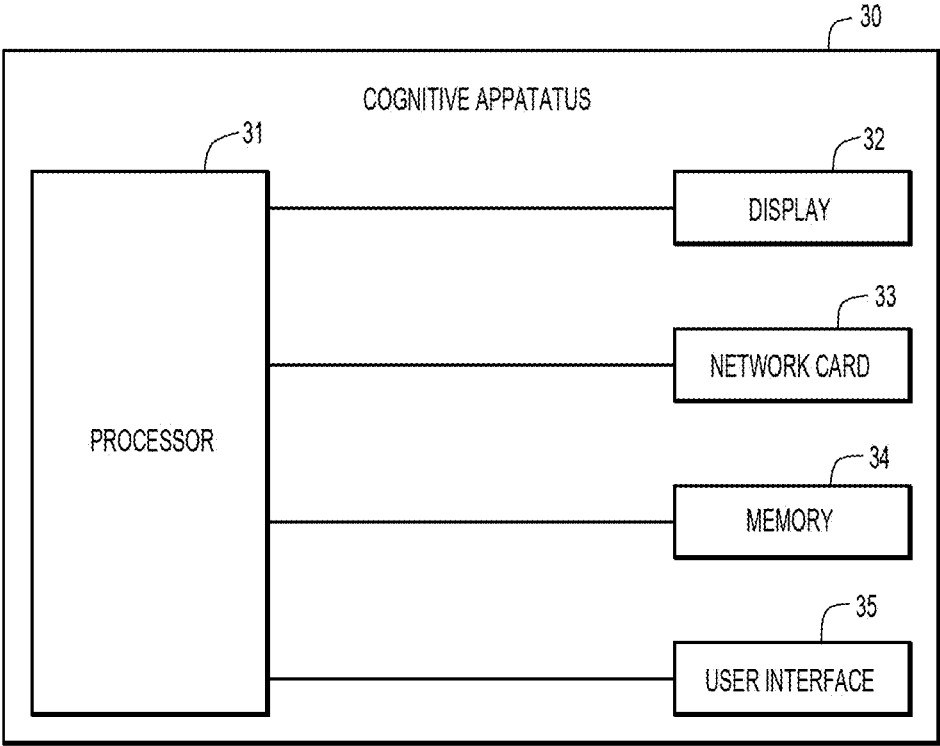 30
COGNITIVE APPATATUS
31
32
DISPLAY
33
NETWORK CARD
PROCESSOR
34
MEMORY
35
USER INTERFACE